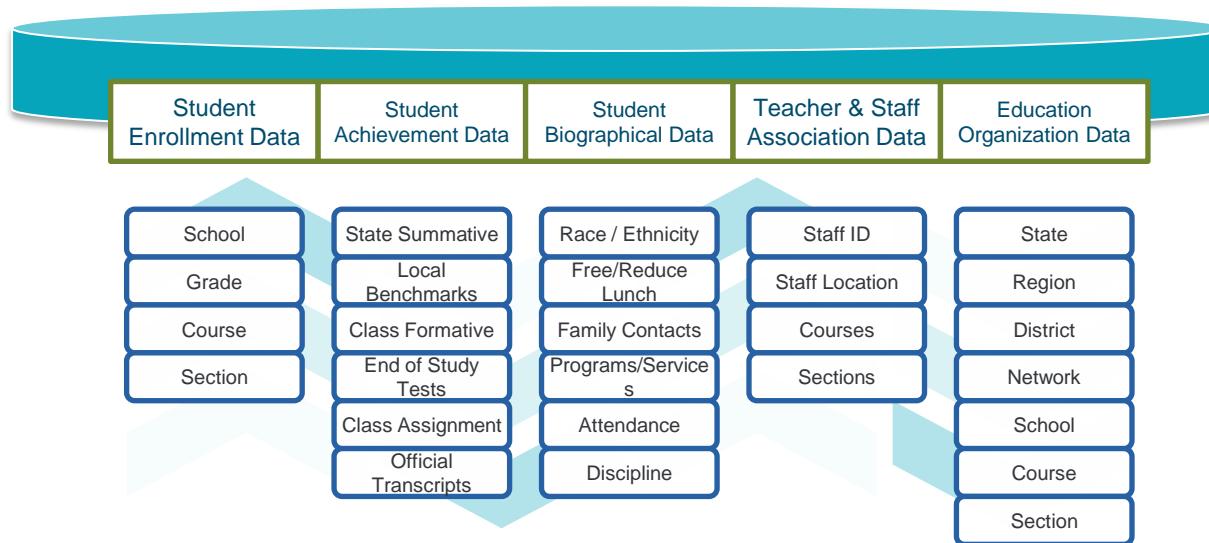 Student
Enrollment Data
Student
Achievement Data
Student
Biographical Data
Teacher & Staff
Association Data
Education
Organization Data
School
Grade
Course
Section
State Summative
Local
Benchmarks
Class Formative
End of Study
Tests
Class Assignment
Official
Transcripts
Race / Ethnicity
Free/Reduce
Lunch
Family Contacts
Programs/Service
s
Attendance
Discipline
Staff ID
Staff Location
Courses
Sections
State
Region
District
Network
School
Course
Section